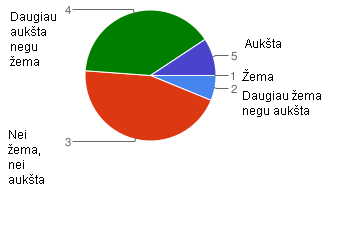 Daugiau
aukšta
negu
žema
4
Aukšta
5
1
Žema
2
Daugiau žema
negu aukšta
Nei
žema,
nei
aukšta
3